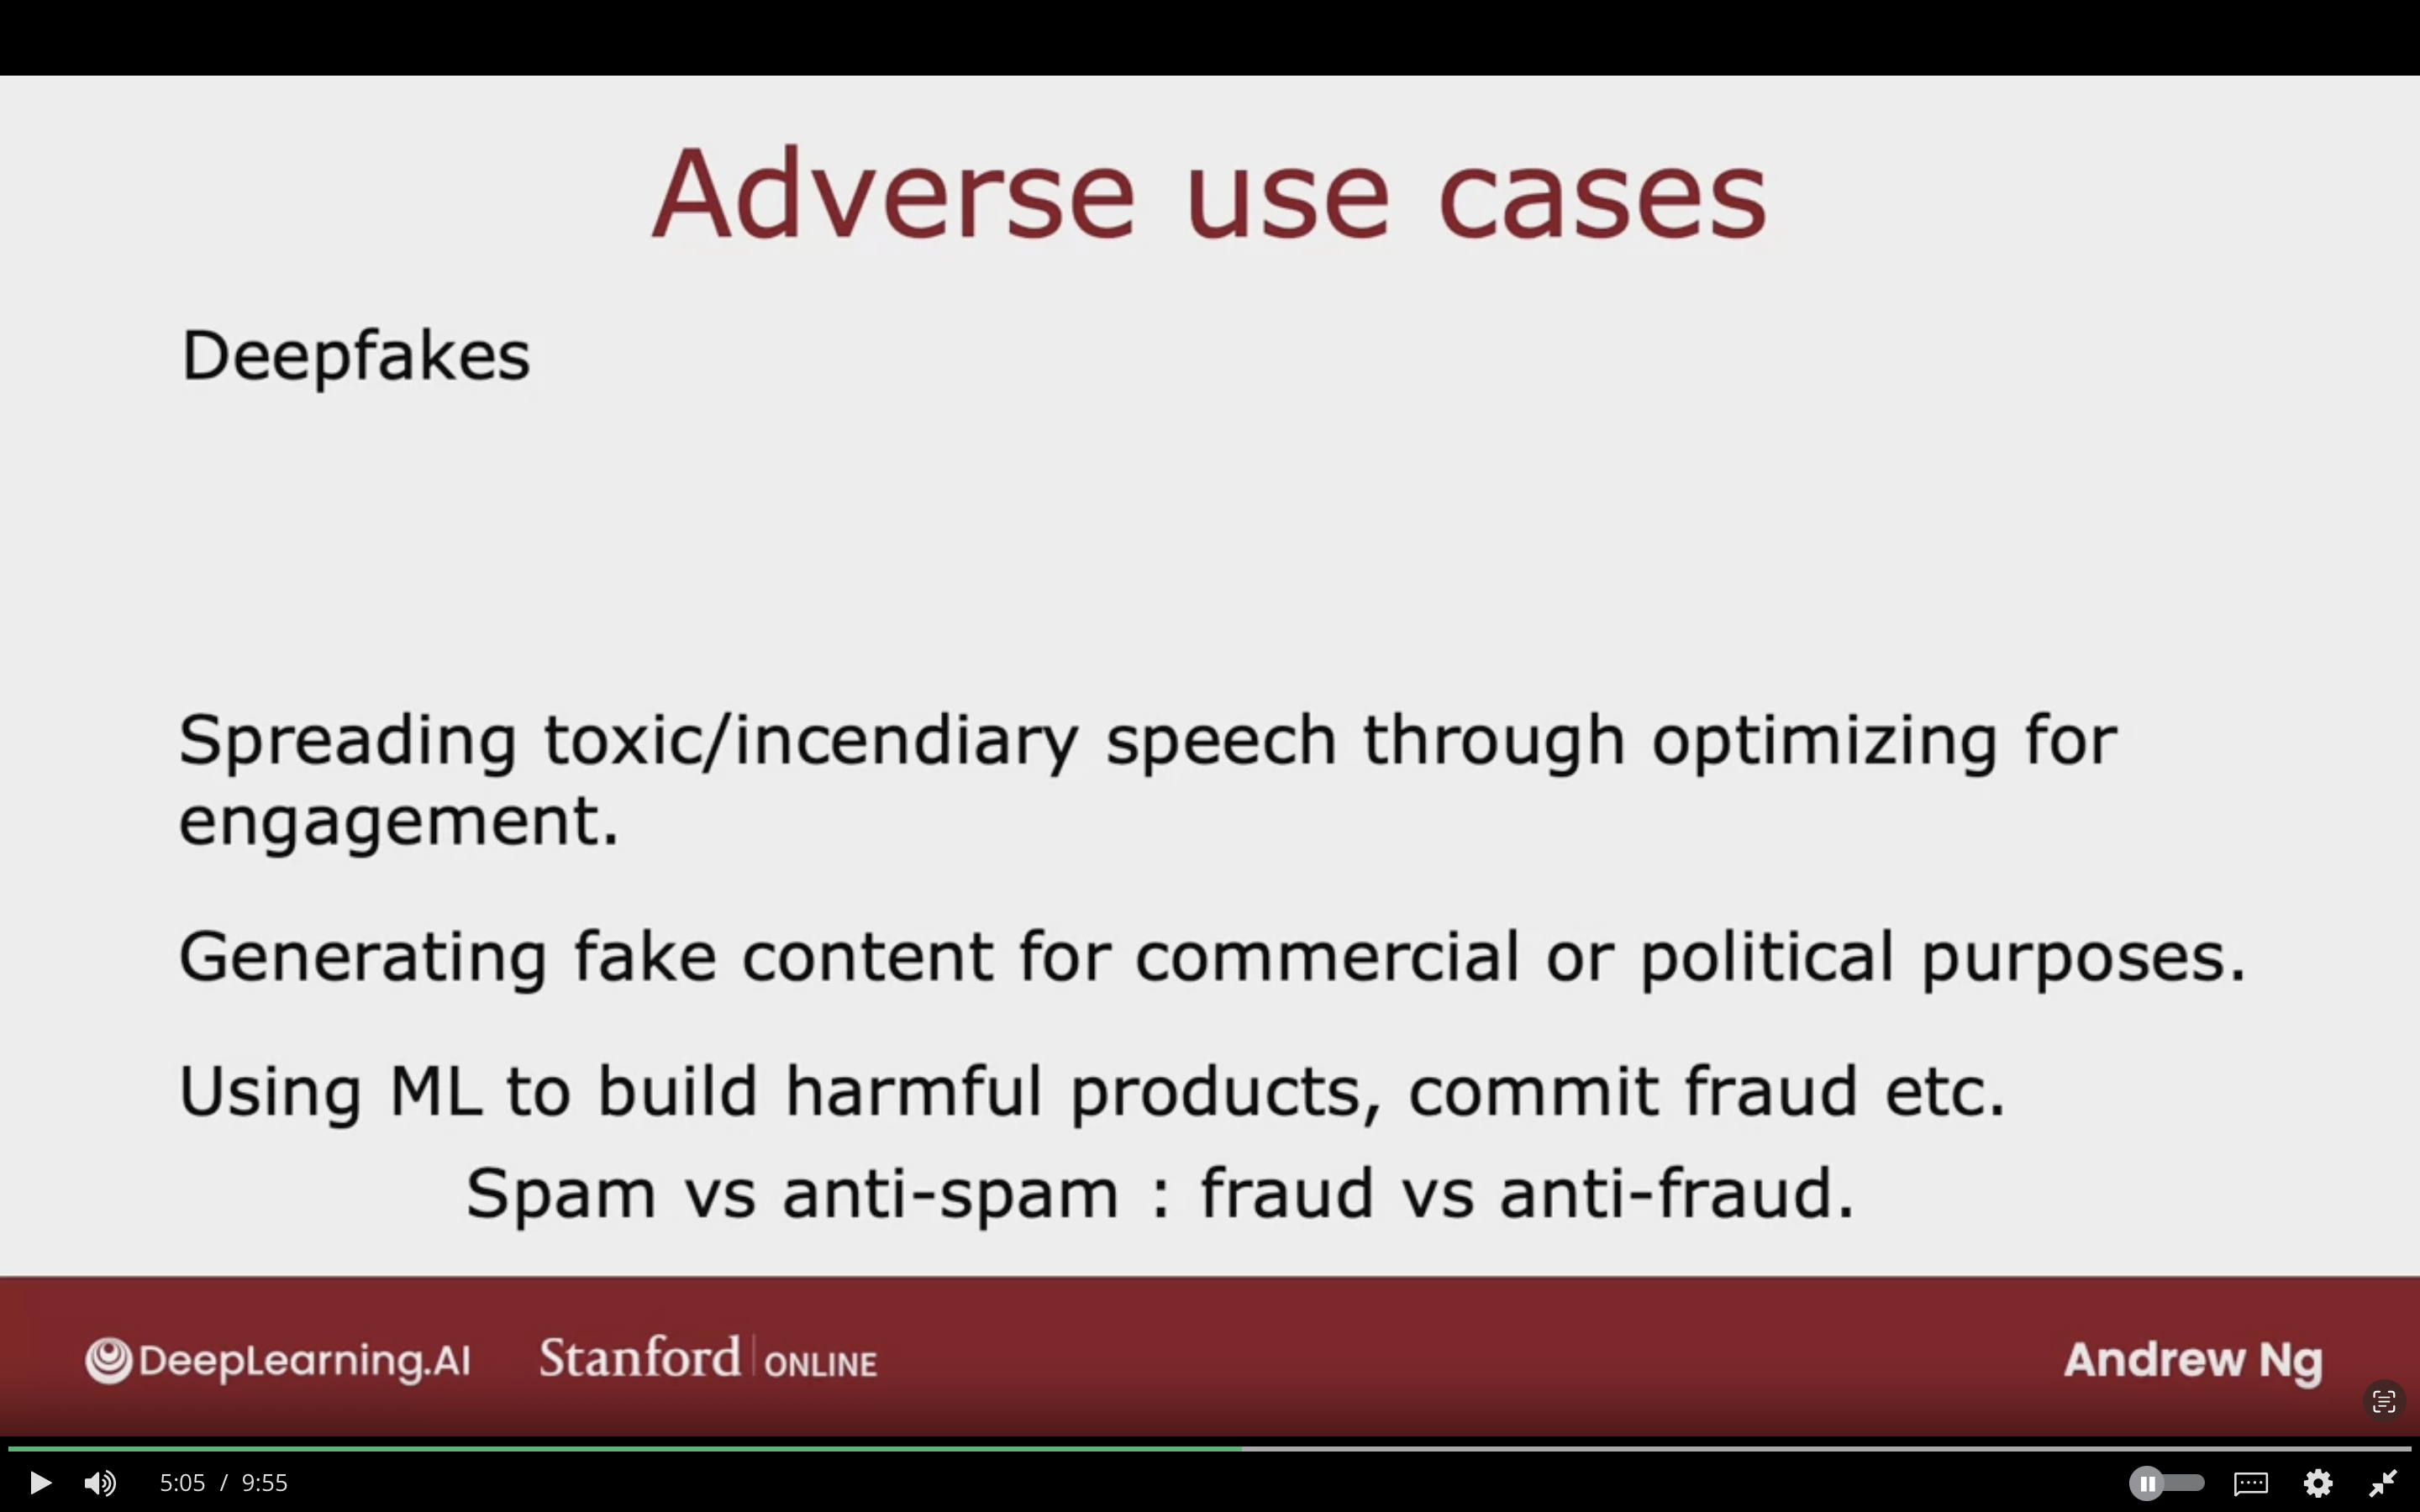 Adverse use cases
Deepfakes
Spreading toxic/incendiary speech through optimizing for
engagement.
Generating fake content for commercial or political purposes.
Using ML to build harmful products, commit fraud etc.
Spam vs anti-spam : fraud vs anti-fraud.
DeepLearning.AI
Stanford ONLINE
Andrew Ng
5:05 / 9:55